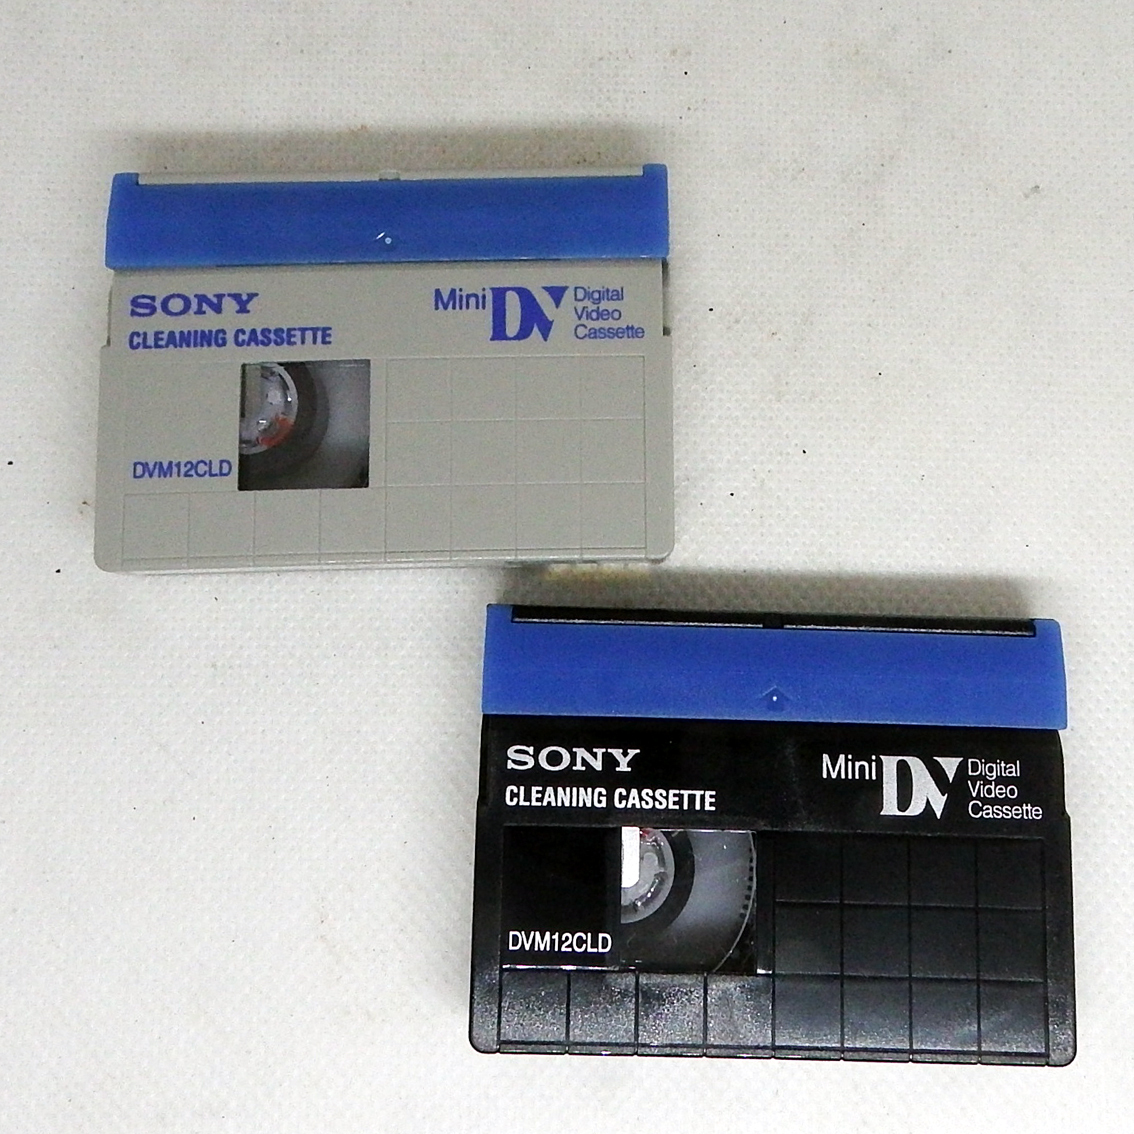 SONY
CLEANING CASSETTE
Mini DV Digital
Video
Cassette
DVM12CLD
SONY
CLEANING CASSETTE
Mini DV Digital
Video
Cassette
DVM12CLD